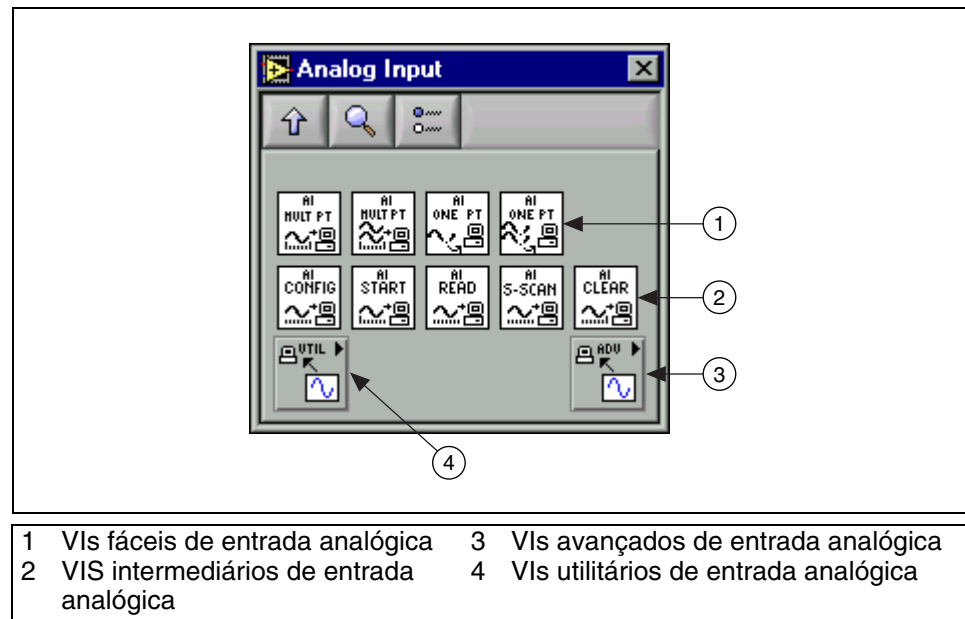 Analog Input
AI MULT PT
AI MULT PT
AI ONE PT
AI ONE PT
1
AI CONFIG
AI START
AI READ
AI S-SCAN
AI CLEAR
2
UTIL
ADV
3
4
1 VIs fáceis de entrada analógica
2 VIS intermediários de entrada
analógica
3 VIs avançados de entrada analógica
4 VIs utilitários de entrada analógica